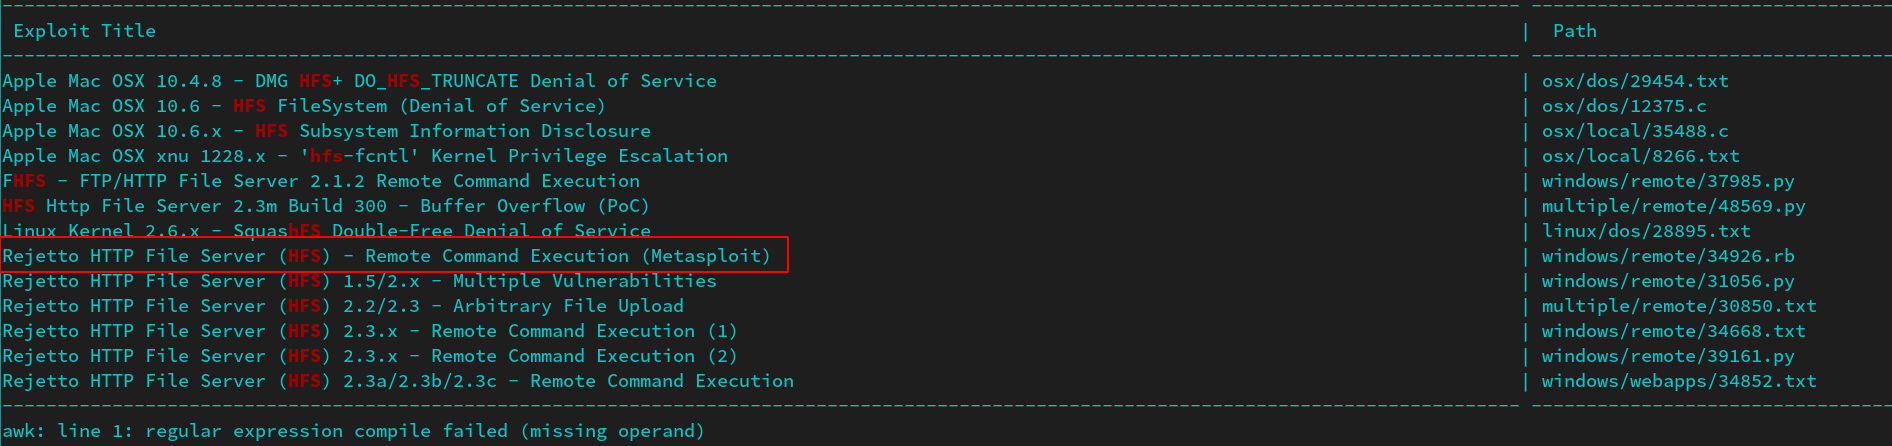 Exploit Title | Path
Apple Mac OSX 10.4.8 - DMG HFS+ DO_HFS_TRUNCATE Denial of Service | osx/dos/29454.txt
Apple Mac OSX 10.6 - HFS FileSystem (Denial of Service) | osx/dos/12375.c
Apple Mac OSX 10.6.x - HFS Subsystem Information Disclosure | osx/local/35488.c
Apple Mac OSX xnu 1228.x - 'hfs-fcntl' Kernel Privilege Escalation | osx/local/8266.txt
FHFS - FTP/HTTP File Server 2.1.2 Remote Command Execution | windows/remote/37985.py
HFS Http File Server 2.3m Build 300 - Buffer Overflow (PoC) | multiple/remote/48569.py
Linux Kernel 2.6.x - SquashFS Double-Free Denial of Service | linux/dos/28895.txt
Rejetto HTTP File Server (HFS) - Remote Command Execution (Metasploit) | windows/remote/34926.rb
Rejetto HTTP File Server (HFS) 1.5/2.x - Multiple Vulnerabilities | windows/remote/31056.py
Rejetto HTTP File Server (HFS) 2.2/2.3 - Arbitrary File Upload | multiple/remote/30850.txt
Rejetto HTTP File Server (HFS) 2.3.x - Remote Command Execution (1) | windows/remote/34668.txt
Rejetto HTTP File Server (HFS) 2.3.x - Remote Command Execution (2) | windows/remote/39161.py
Rejetto HTTP File Server (HFS) 2.3a/2.3b/2.3c - Remote Command Execution | windows/webapps/34852.txt
awk: line 1: regular expression compile failed (missing operand)